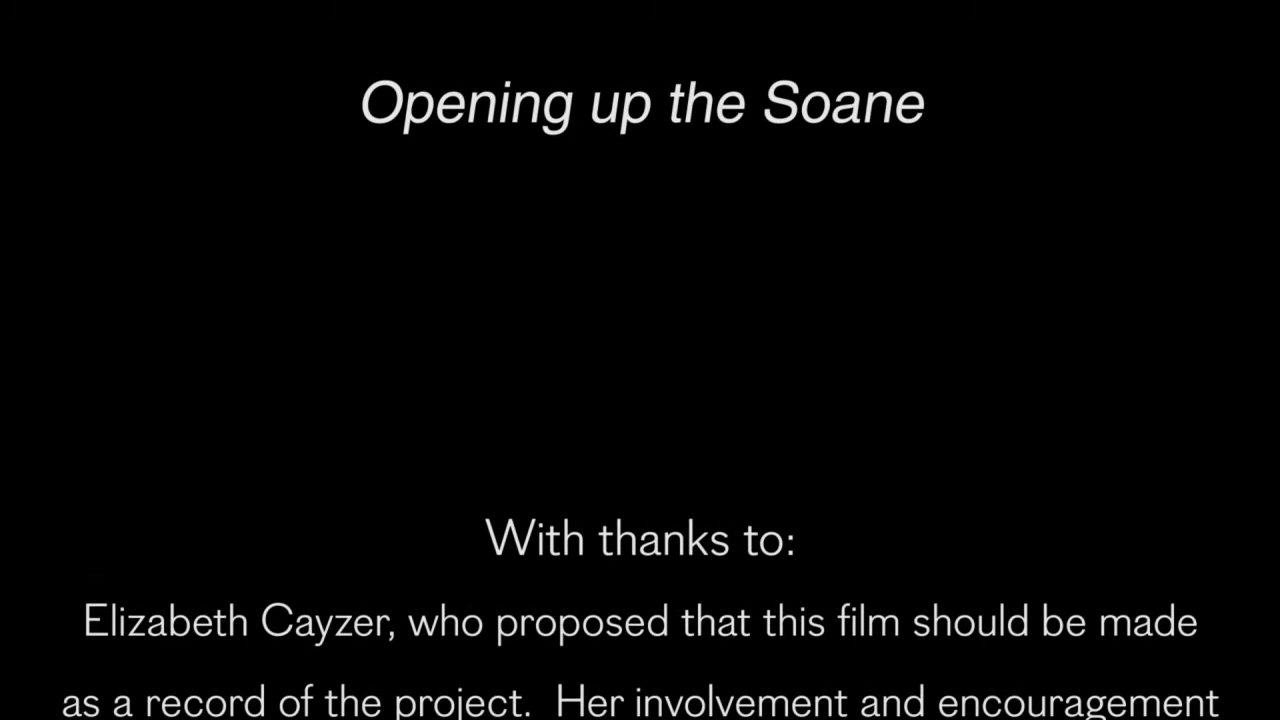 Opening up the Soane
With thanks to:
Elizabeth Cayzer, who proposed that this film should be made
as a record of the project.  Her involvement and encouragement